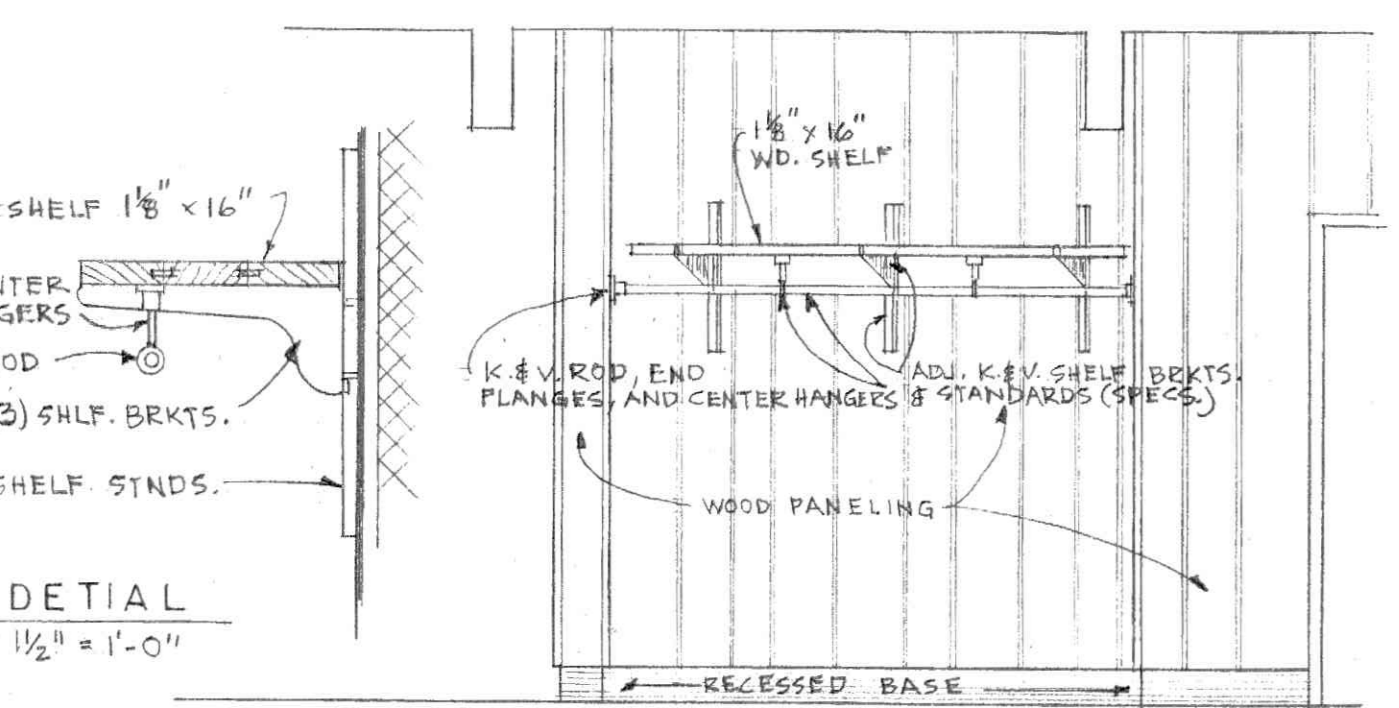 SHELF 1⅛" x 16"
NTER
GERS
OD
3) SHLF. BRKTS.
SHELF STNDS.
DETIAL
1½" = 1'-0"
1⅛" x 16"
WD. SHELF
K. & V. ROD, END
FLANGES, AND CENTER HANGERS
ADJ. K. & V. SHELF BRKTS.
& STANDARDS (SPECS.)
WOOD PANELING
RECESSED BASE